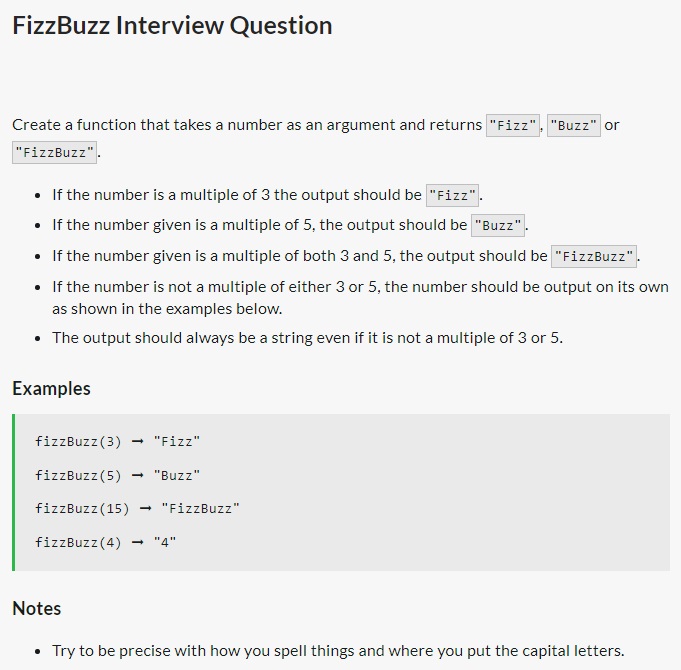 FizzBuzz Interview Question
Create a function that takes a number as an argument and returns "Fizz", "Buzz" or
"FizzBuzz".
• If the number is a multiple of 3 the output should be "Fizz".
• If the number given is a multiple of 5, the output should be "Buzz".
• If the number given is a multiple of both 3 and 5, the output should be "FizzBuzz".
• If the number is not a multiple of either 3 or 5, the number should be output on its own
as shown in the examples below.
• The output should always be a string even if it is not a multiple of 3 or 5.
Examples
fizzBuzz(3) ➞ "Fizz"
fizzBuzz(5) ➞ "Buzz"
fizzBuzz(15) ➞ "FizzBuzz"
fizzBuzz(4) ➞ "4"
Notes
• Try to be precise with how you spell things and where you put the capital letters.